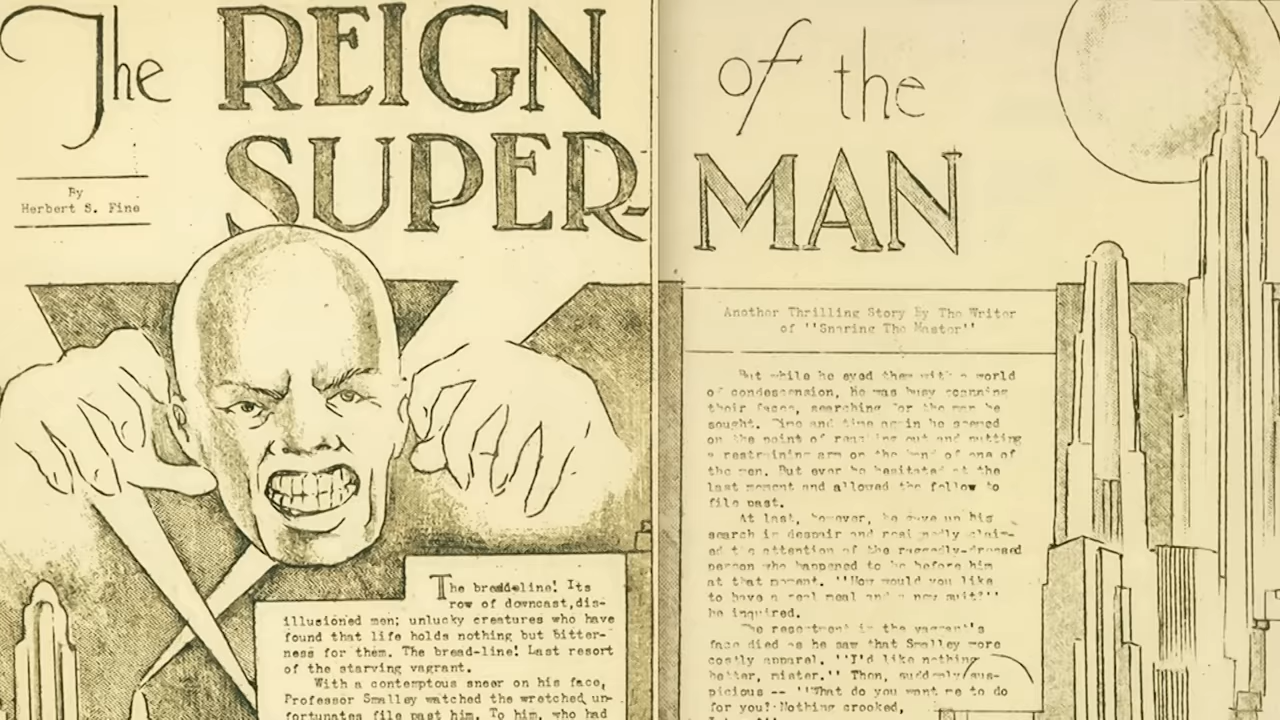 The REIGN of the
SUPER-MAN
By
Herbert S. Fine
The bread-line! Its
row of downcast, dis-
illusioned men; unlucky creatures who have
found that life holds nothing but bitter-
ness for them. The bread-line! Last resort
of the starving vagrant.
With a contemptous sneer on his face,
Professor Smalley watched the wretched un-
fortunates file past him. To him, who had
Another Thrilling Story By The Writer
of "Snaring The Master"
But while he eyed them with a world
of condescension, He was busy scanning
their faces, searching for the man he
sought. Time and time again he seemed
on the point of reaching out and putting
a restraining arm on the hand of one of
the men. But ever he hesitated at the
last moment and allowed the fellow to
file past.
At last, however, he gave up his
search in despair and claim-
ed the attention of the raggedly-dressed
person who happened to be before him
at that moment. "How would you like
to have a real meal and a new suit?"
he inquired.
The resentment in the vagrant's
face died as he saw that Smalley wore
costly apparel. "I'd like nothing
better, mister." Then, suddenly sus-
picious -- "What do you want me to do
for you? Nothing crooked,